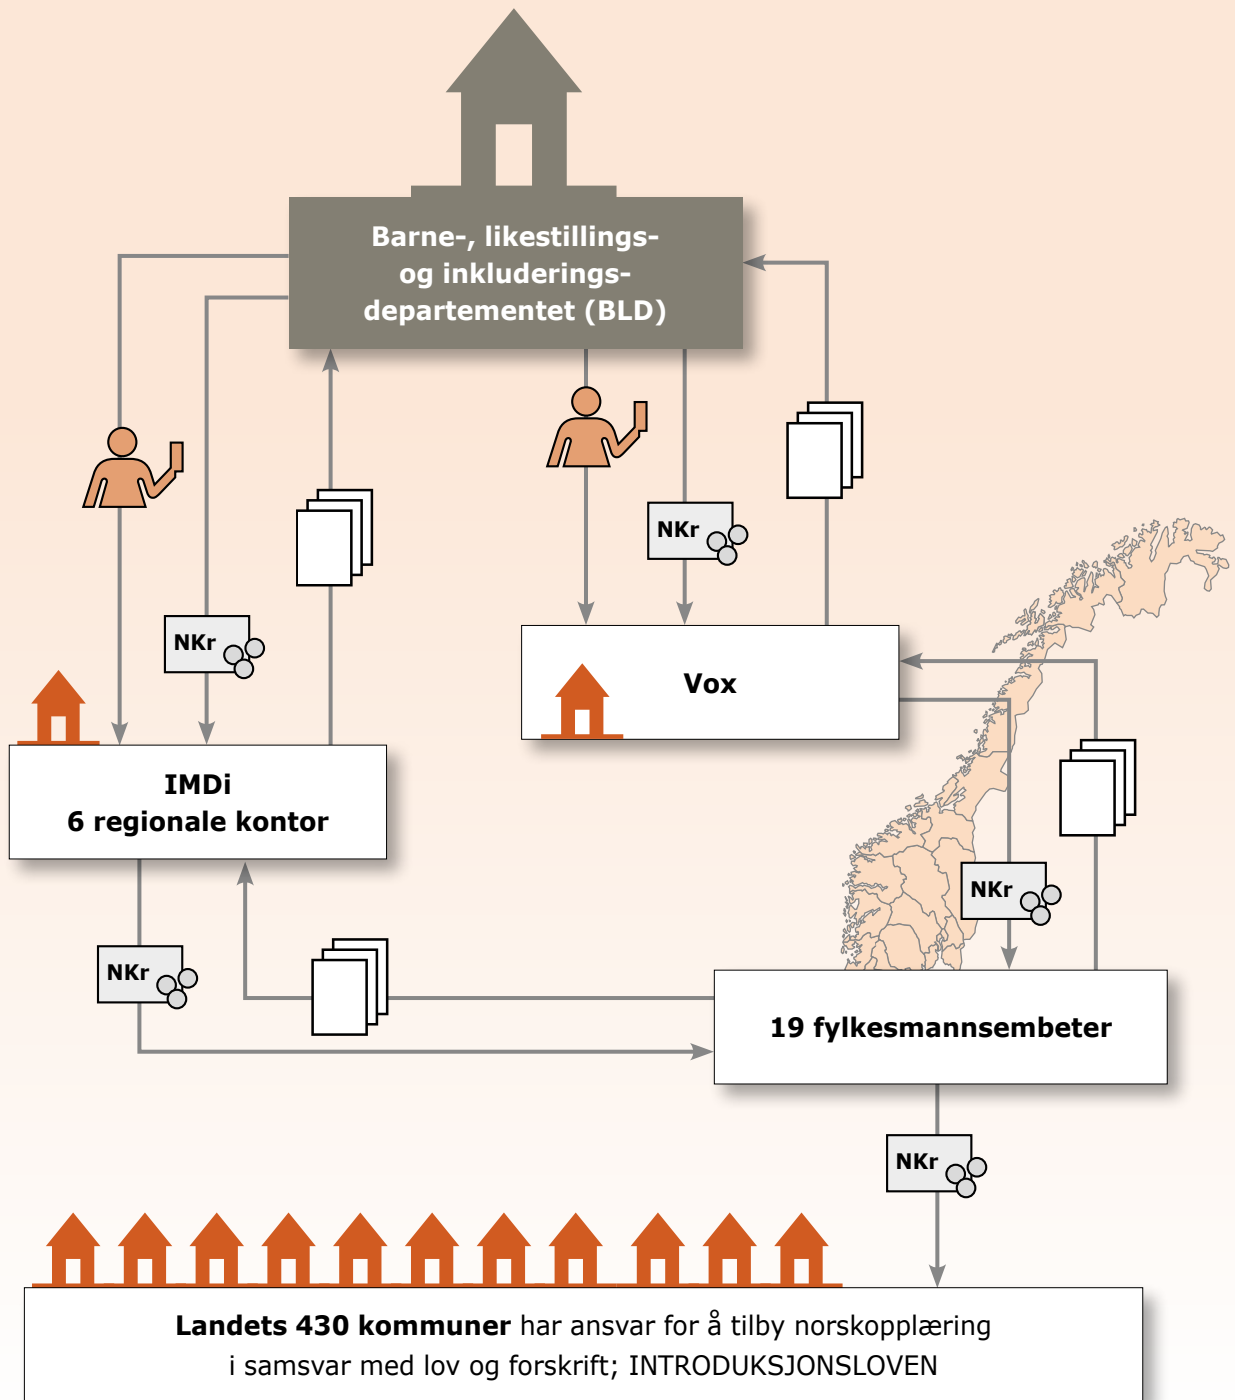 Barne-, likestillings-
og inkluderings-
departementet (BLD)
NKr
NKr
Vox
IMDi
6 regionale kontor
NKr
NKr
19 fylkesmannsembeter
NKr
Landets 430 kommuner har ansvar for å tilby norskopplæring
i samsvar med lov og forskrift; INTRODUKSJONSLOVEN